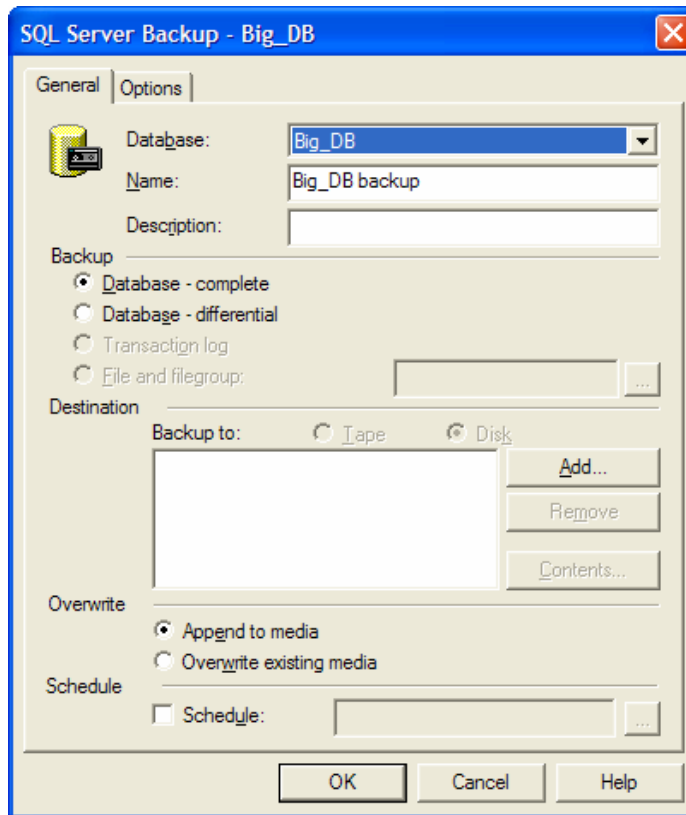 SQL Server Backup - Big_DB
General Options
Database: Big_DB
Name: Big_DB backup
Description:
Backup
Database - complete
Database - differential
Transaction log
File and filegroup: ...
Destination
Backup to: Tape Disk
Add...
Remove
Contents...
Overwrite
Append to media
Overwrite existing media
Schedule
Schedule: ...
OK Cancel Help